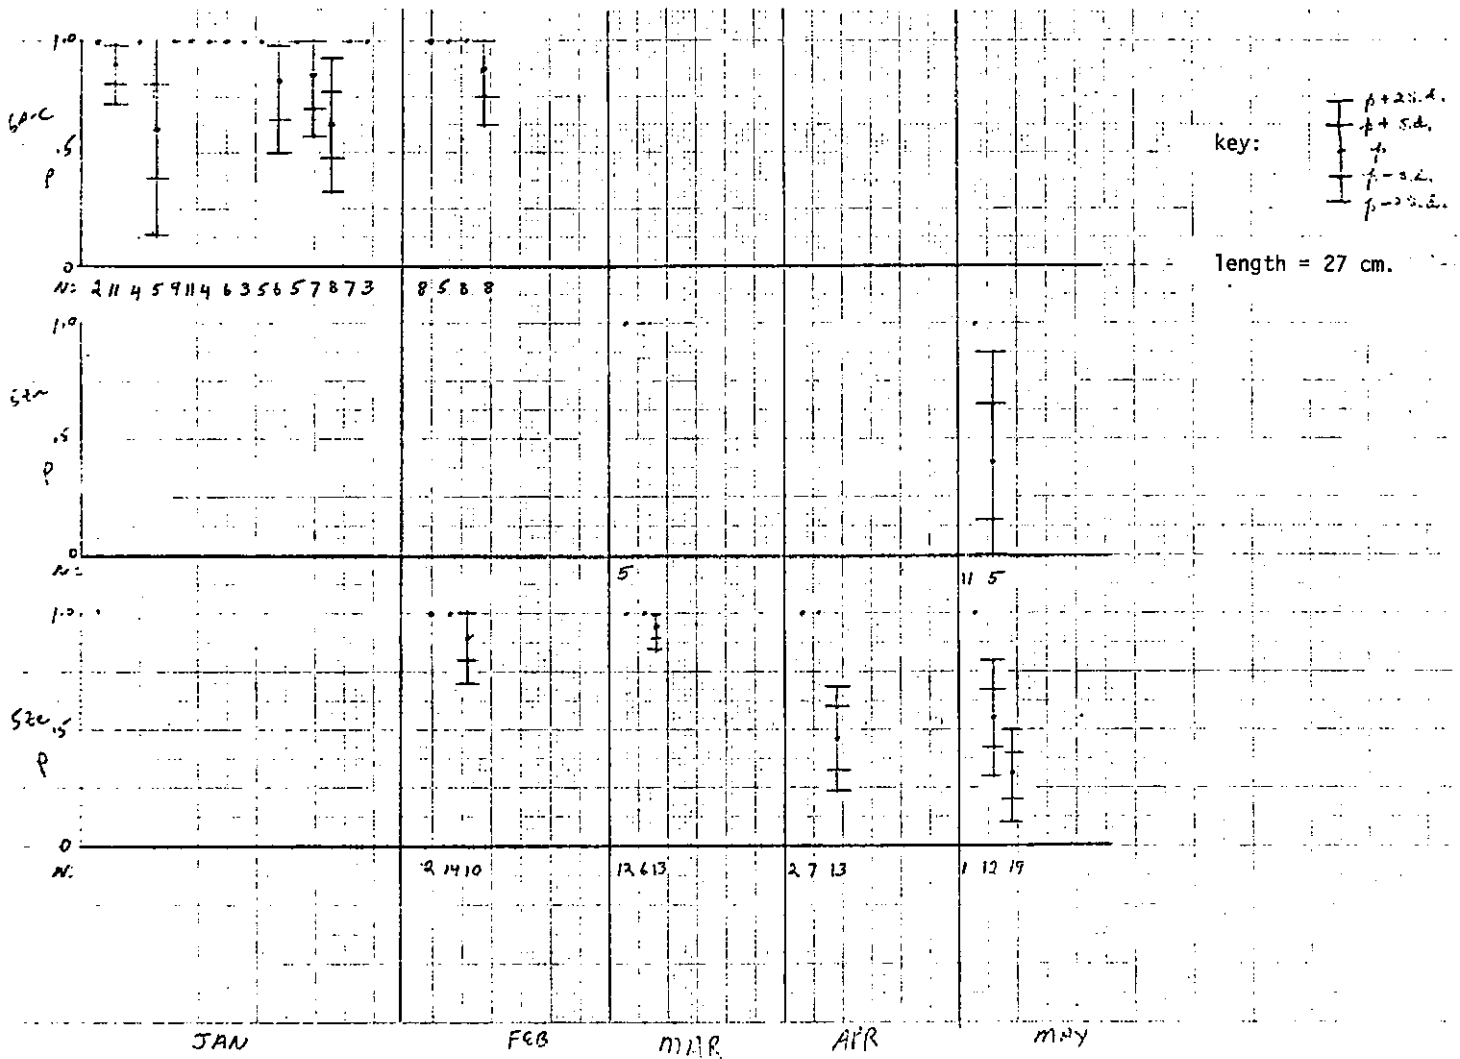 1.0
.5
P
0
key:
p + 2 s.d.
p + s.d.
p
p - s.d.
p - 2 s.d.
length = 27 cm.
N: 2 11 4 5 9 11 4 6 3 5 6 5 7 8 7 3 8 5 8 8
1.0
.5
P
0
N: 5 11 5
1.0
.5
P
0
N: 2 14 10 12 6 13 2 7 13 1 12 19
JAN FEB MAR APR MAY